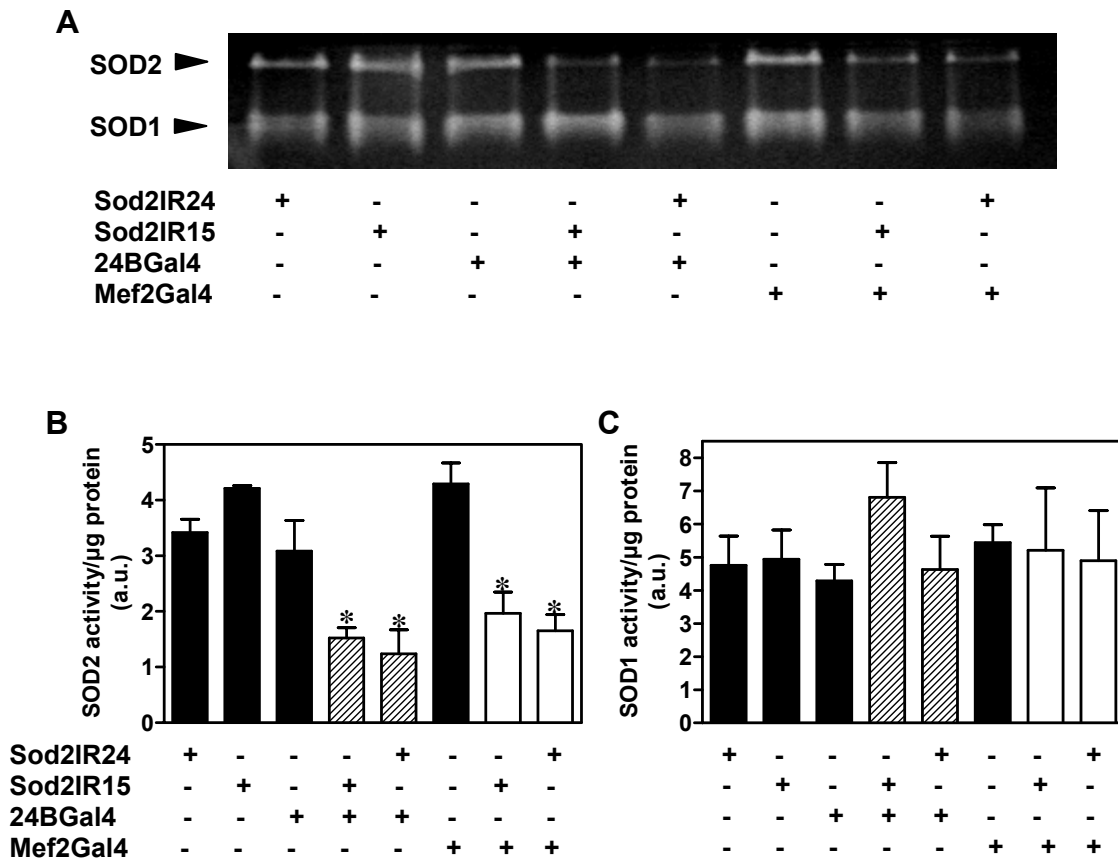 A
SOD2
SOD1
Sod2IR24 + - - - + - - +
Sod2IR15 - + - + - - + -
24BGal4 - - + + + - - -
Mef2Gal4 - - - - - + + +
B
SOD2 activity/µg protein
(a.u.)
5
4
3
2
1
0
* * * *
C
SOD1 activity/µg protein
(a.u.)
8
7
6
5
4
3
2
1
0
Sod2IR24 + - - - + - - + + - - - + - - +
Sod2IR15 - + - + - - + - - + - + - - + -
24BGal4 - - + + + - - - - - + + + - - -
Mef2Gal4 - - - - - + + + - - - - - + + +